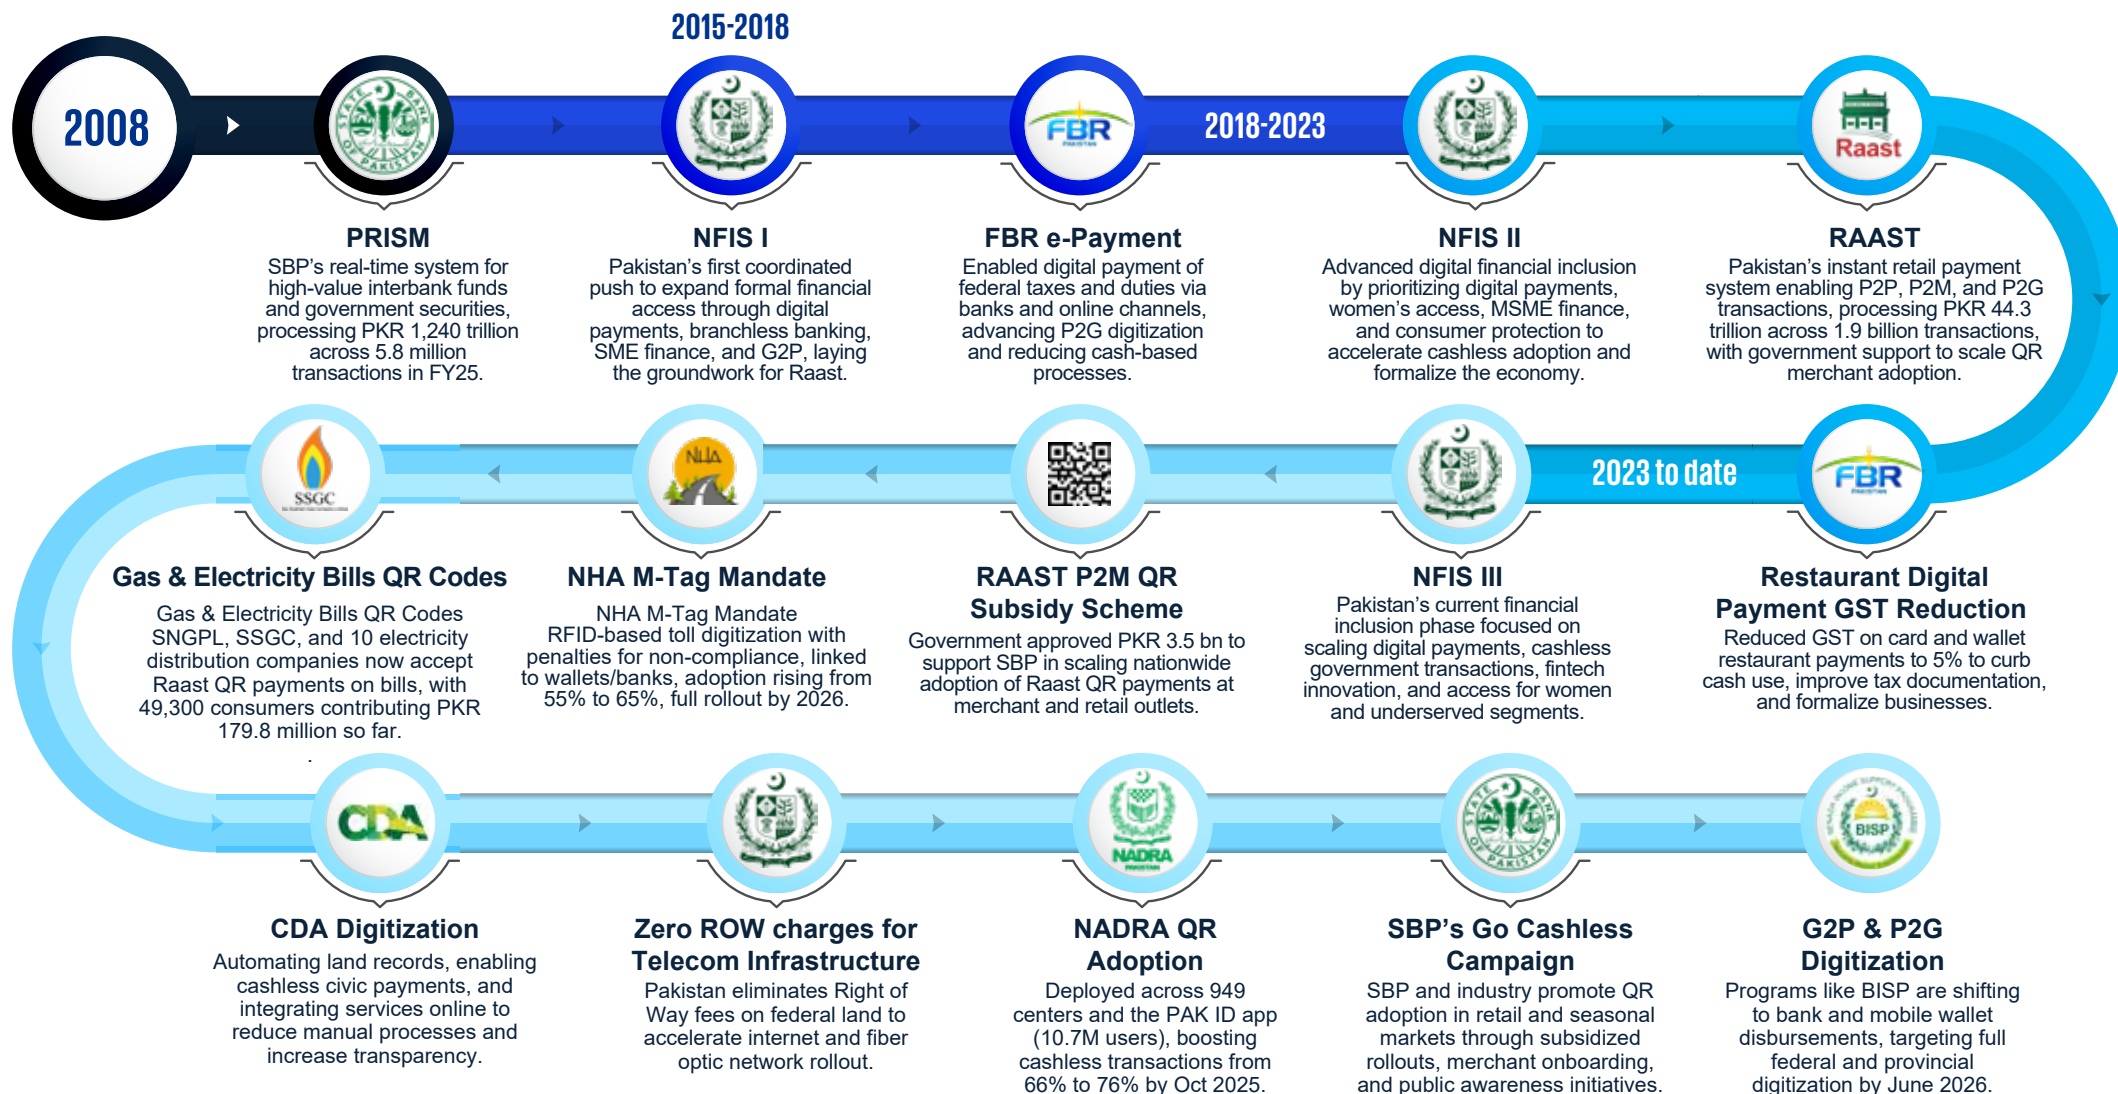 2008
2015-2018
2018-2023
STATE BANK OF PAKISTAN
FBR
PAKISTAN
Raast
PRISM
SBP’s real-time system for
high-value interbank funds
and government securities,
processing PKR 1,240 trillion
across 5.8 million
transactions in FY25.
NFIS I
Pakistan’s first coordinated
push to expand formal financial
access through digital
payments, branchless banking,
SME finance, and G2P, laying
the groundwork for Raast.
FBR e-Payment
Enabled digital payment of
federal taxes and duties via
banks and online channels,
advancing P2G digitization
and reducing cash-based
processes.
NFIS II
Advanced digital financial inclusion
by prioritizing digital payments,
women’s access, MSME finance,
and consumer protection to
accelerate cashless adoption and
formalize the economy.
RAAST
Pakistan’s instant retail payment
system enabling P2P, P2M, and P2G
transactions, processing PKR 44.3
trillion across 1.9 billion transactions,
with government support to scale QR
merchant adoption.
2023 to date
FBR
PAKISTAN
Restaurant Digital
Payment GST Reduction
Reduced GST on card and wallet
restaurant payments to 5% to curb
cash use, improve tax documentation,
and formalize businesses.
NFIS III
Pakistan’s current financial
inclusion phase focused on
scaling digital payments, cashless
government transactions, fintech
innovation, and access for women
and underserved segments.
RAAST P2M QR
Subsidy Scheme
Government approved PKR 3.5 bn to
support SBP in scaling nationwide
adoption of Raast QR payments at
merchant and retail outlets.
NHA
NHA M-Tag Mandate
NHA M-Tag Mandate
RFID-based toll digitization with
penalties for non-compliance, linked
to wallets/banks, adoption rising from
55% to 65%, full rollout by 2026.
SSGC
Gas & Electricity Bills QR Codes
Gas & Electricity Bills QR Codes
SNGPL, SSGC, and 10 electricity
distribution companies now accept
Raast QR payments on bills, with
49,300 consumers contributing PKR
179.8 million so far.
.
CDA
CDA Digitization
Automating land records, enabling
cashless civic payments, and
integrating services online to
reduce manual processes and
increase transparency.
Zero ROW charges for
Telecom Infrastructure
Pakistan eliminates Right of
Way fees on federal land to
accelerate internet and fiber
optic network rollout.
NADRA
PAKISTAN
NADRA QR
Adoption
Deployed across 949
centers and the PAK ID app
(10.7M users), boosting
cashless transactions from
66% to 76% by Oct 2025.
STATE BANK OF PAKISTAN
SBP’s Go Cashless
Campaign
SBP and industry promote QR
adoption in retail and seasonal
markets through subsidized
rollouts, merchant onboarding,
and public awareness initiatives.
BISP
G2P & P2G
Digitization
Programs like BISP are shifting
to bank and mobile wallet
disbursements, targeting full
federal and provincial
digitization by June 2026.